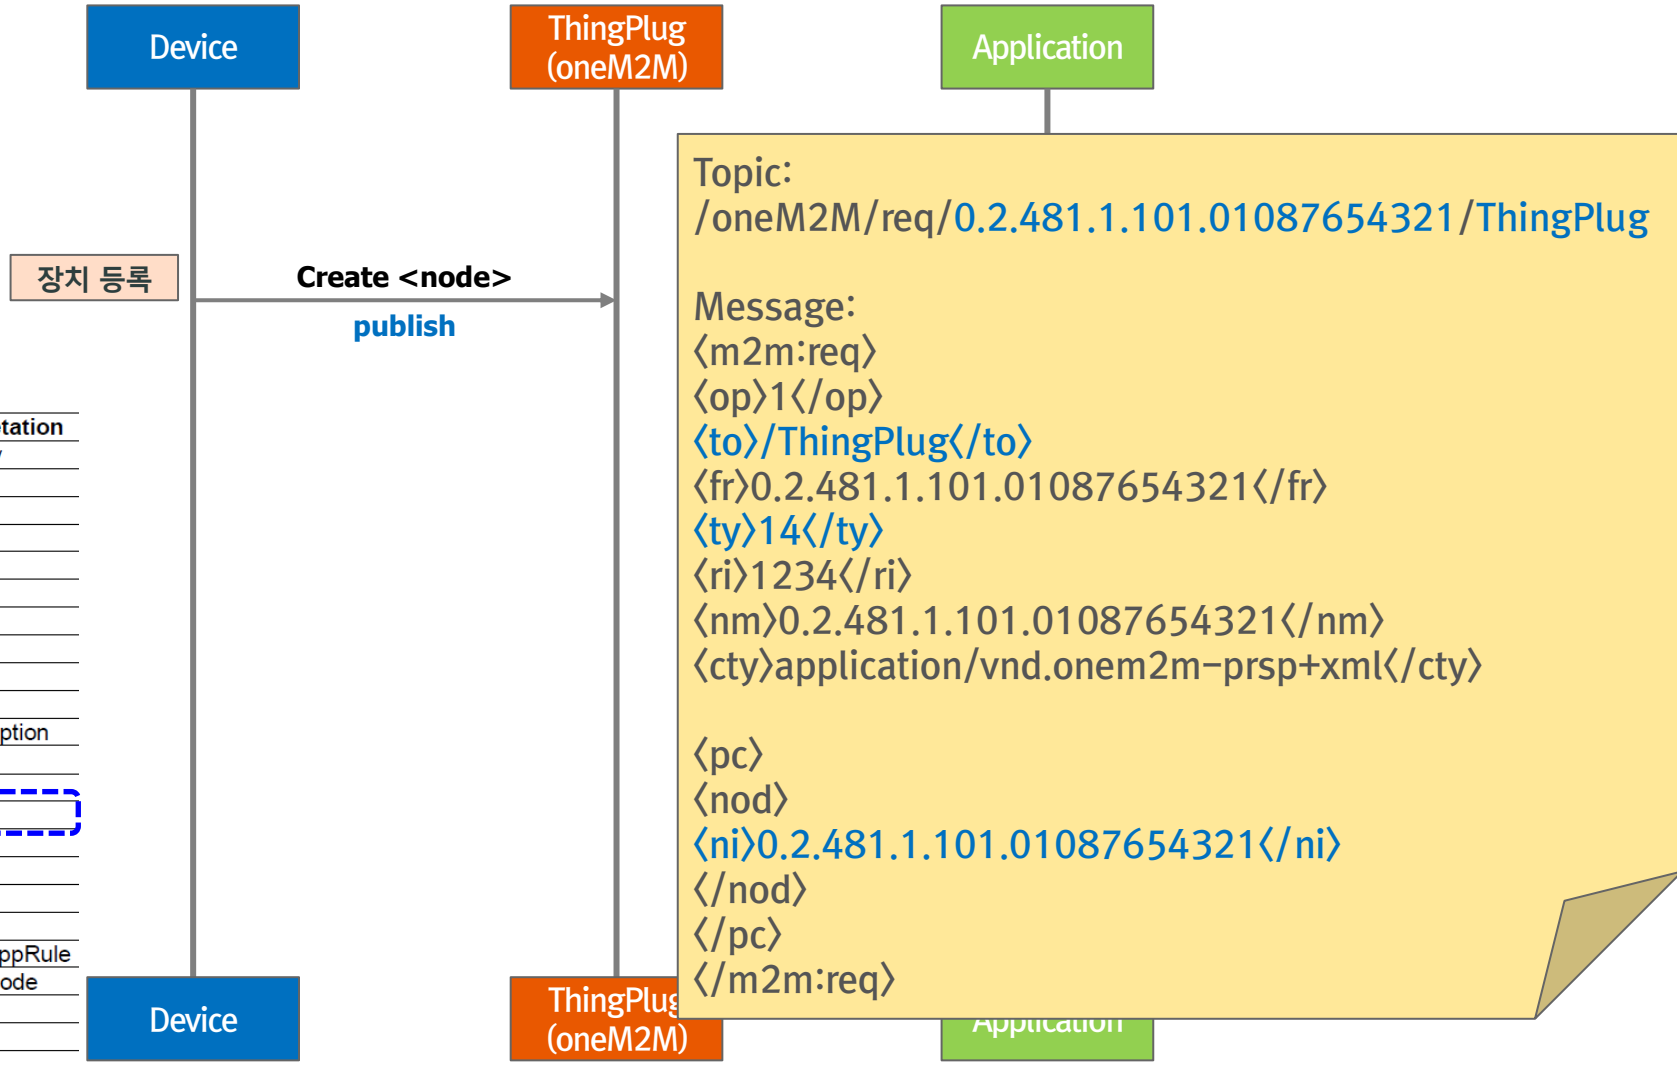 Device
ThingPlug
(oneM2M)
Application
Topic:
/oneM2M/req/0.2.481.1.101.01087654321/ThingPlug
장치 등록
Create <node>
publish
Message:
<m2m:req>
<op>1</op>
<to>/ThingPlug</to>
<fr>0.2.481.1.101.01087654321</fr>
<ty>14</ty>
<ri>1234</ri>
<nm>0.2.481.1.101.01087654321</nm>
<cty>application/vnd.onem2m-prsp+xml</cty>
<pc>
<nod>
<ni>0.2.481.1.101.01087654321</ni>
</nod>
</pc>
</m2m:req>
Device
ThingPlug
(oneM2M)
Application